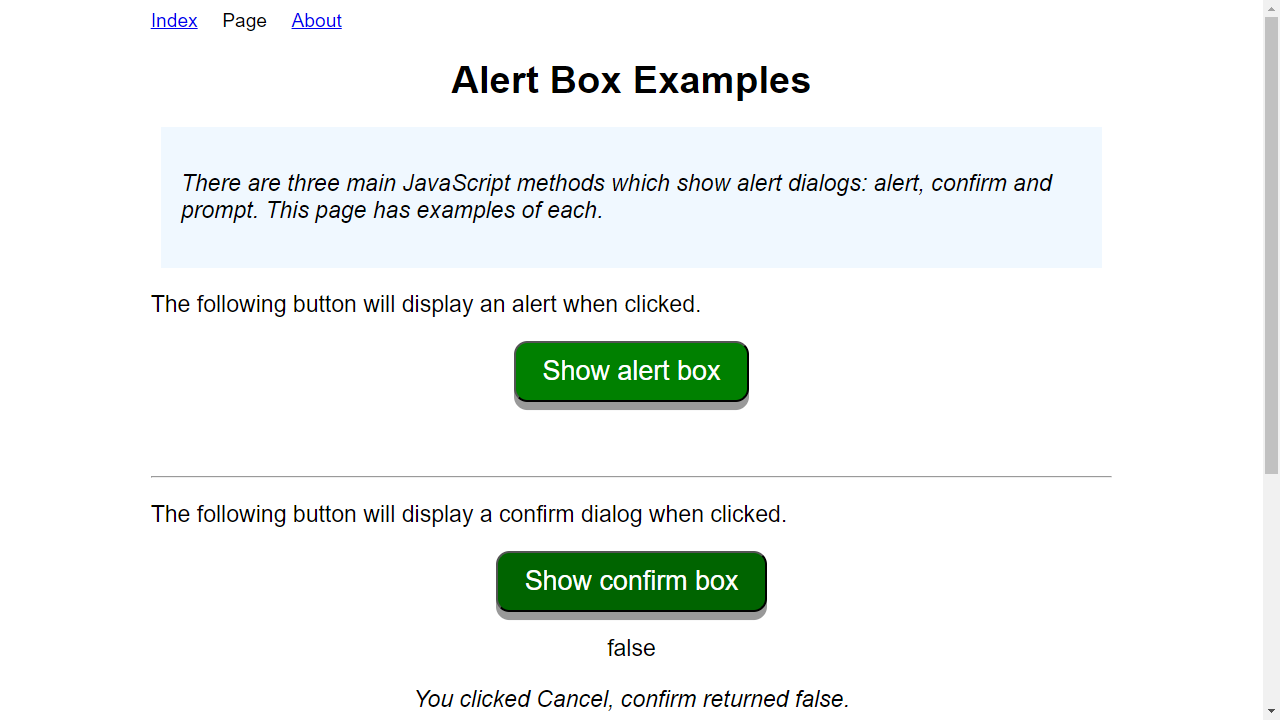 Index Page About
Alert Box Examples
There are three main JavaScript methods which show alert dialogs: alert, confirm and
prompt. This page has examples of each.
The following button will display an alert when clicked.
Show alert box
The following button will display a confirm dialog when clicked.
Show confirm box
false
You clicked Cancel, confirm returned false.